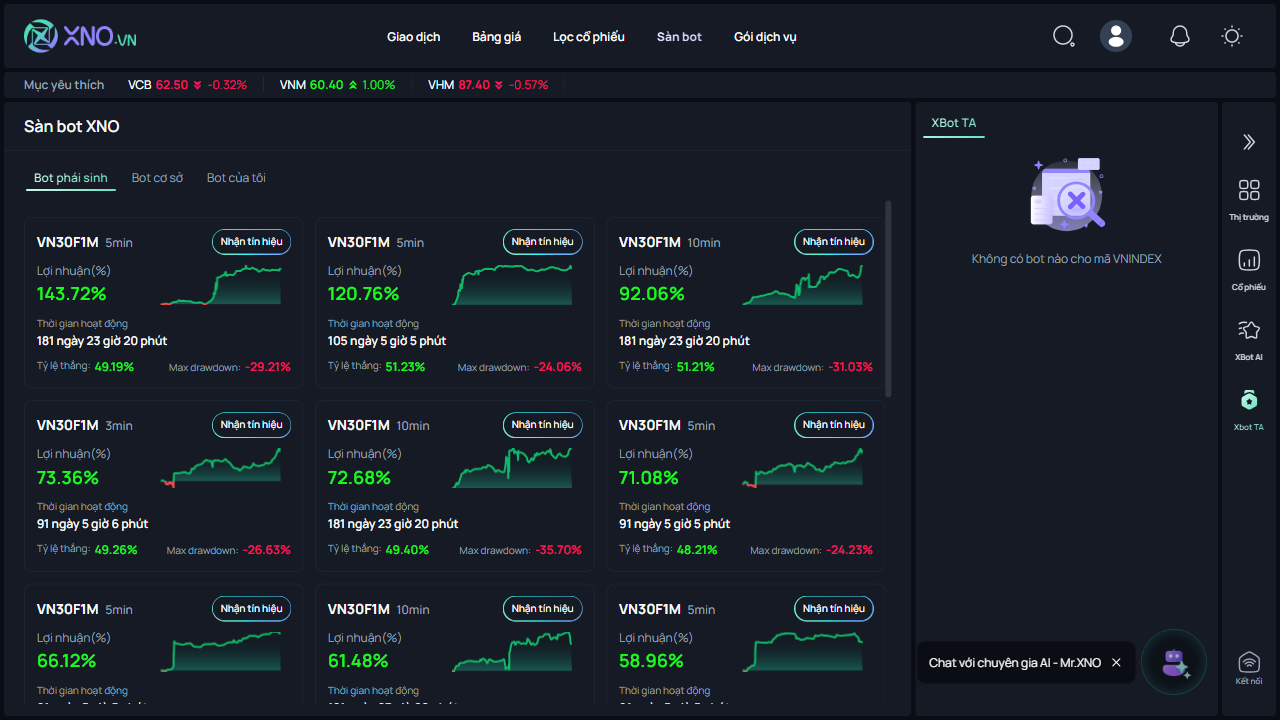 XNO.VN
Giao dịch Bảng giá Lọc cổ phiếu Sàn bot Gói dịch vụ
Mục yêu thích VCB 62.50 -0.32% VNM 60.40 1.00% VHM 87.40 -0.57%
Sàn bot XNO
Bot phái sinh Bot cơ sở Bot của tôi
VN30F1M 5min Nhận tín hiệu
Lợi nhuận(%)
143.72%
Thời gian hoạt động
181 ngày 23 giờ 20 phút
Tỷ lệ thắng: 49.19% Max drawdown: -29.21%
VN30F1M 5min Nhận tín hiệu
Lợi nhuận(%)
120.76%
Thời gian hoạt động
105 ngày 5 giờ 5 phút
Tỷ lệ thắng: 51.23% Max drawdown: -24.06%
VN30F1M 10min Nhận tín hiệu
Lợi nhuận(%)
92.06%
Thời gian hoạt động
181 ngày 23 giờ 20 phút
Tỷ lệ thắng: 51.21% Max drawdown: -31.03%
VN30F1M 3min Nhận tín hiệu
Lợi nhuận(%)
73.36%
Thời gian hoạt động
91 ngày 5 giờ 6 phút
Tỷ lệ thắng: 49.26% Max drawdown: -26.63%
VN30F1M 10min Nhận tín hiệu
Lợi nhuận(%)
72.68%
Thời gian hoạt động
181 ngày 23 giờ 20 phút
Tỷ lệ thắng: 49.40% Max drawdown: -35.70%
VN30F1M 5min Nhận tín hiệu
Lợi nhuận(%)
71.08%
Thời gian hoạt động
91 ngày 5 giờ 5 phút
Tỷ lệ thắng: 48.21% Max drawdown: -24.23%
VN30F1M 5min Nhận tín hiệu
Lợi nhuận(%)
66.12%
Thời gian hoạt động
VN30F1M 10min Nhận tín hiệu
Lợi nhuận(%)
61.48%
Thời gian hoạt động
VN30F1M 5min Nhận tín hiệu
Lợi nhuận(%)
58.96%
Thời gian hoạt động
XBot TA
Không có bot nào cho mã VNINDEX
Chat với chuyên gia AI - Mr.XNO
Thị trường
Cổ phiếu
XBot AI
Xbot TA
Kết nối